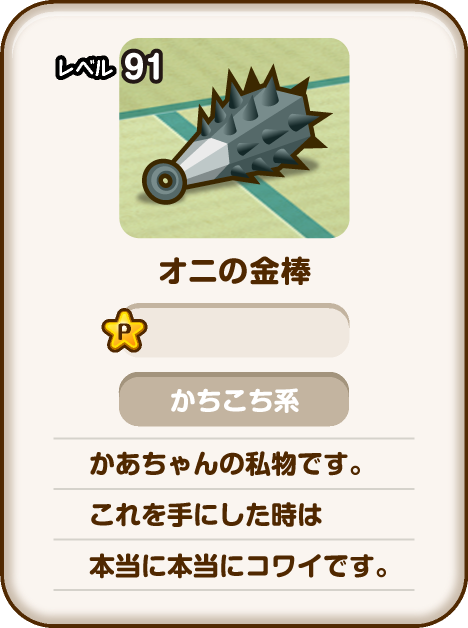 レベル 91
オニの金棒
P
かちこち系
かあちゃんの私物です。
これを手にした時は
本当に本当にコワイです。